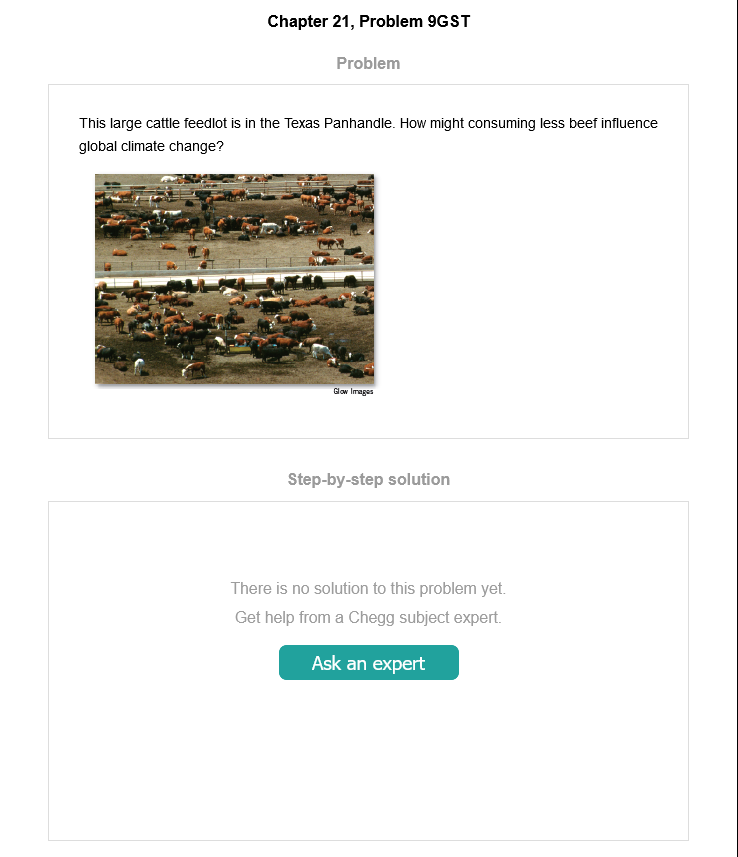 Chapter 21, Problem 9GST
Problem
This large cattle feedlot is in the Texas Panhandle. How might consuming less beef influence
global climate change?
Glow Images
Step-by-step solution
There is no solution to this problem yet.
Get help from a Chegg subject expert.
Ask an expert